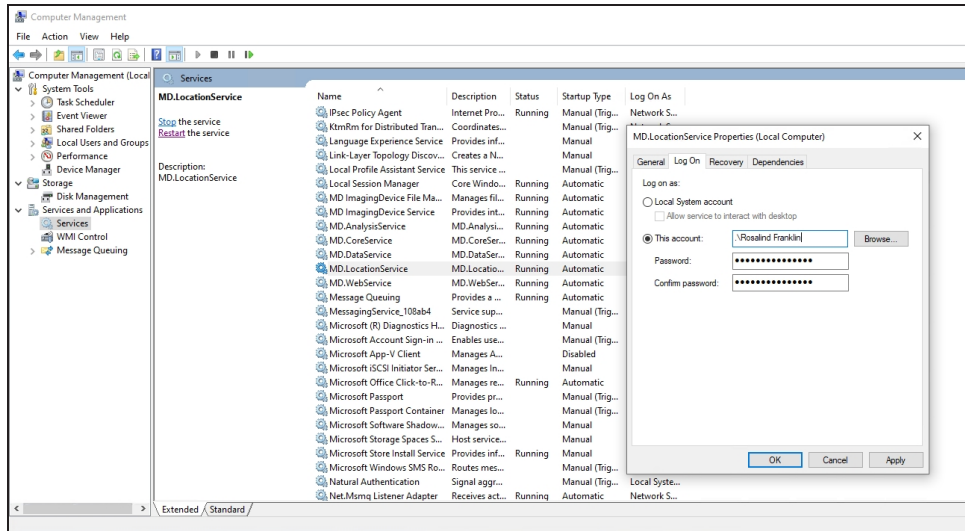 Computer Management
File Action View Help
Computer Management (Local
System Tools
Task Scheduler
Event Viewer
Shared Folders
Local Users and Groups
Performance
Device Manager
Storage
Disk Management
Services and Applications
Services
WMI Control
Message Queuing
Services
MD.LocationService
Stop the service
Restart the service
Description:
MD.LocationService
Name Description Status Startup Type Log On As
IPsec Policy Agent Internet Pro... Running Manual (Trig... Network S...
KtmRm for Distributed Tran... Coordinates... Manual (Trig...
Language Experience Service Provides inf... Manual
Link-Layer Topology Discov... Creates a N... Manual
Local Profile Assistant Service This service ... Manual (Trig...
Local Session Manager Core Windo... Running Automatic
MD ImagingDevice File Ma... Manages fil... Running Automatic
MD ImagingDevice Service Provides int... Running Automatic
MD.AnalysisService MD.Analysi... Running Automatic
MD.CoreService MD.CoreSer... Running Automatic
MD.DataService MD.DataSer... Running Automatic
MD.LocationService MD.Locatio... Running Automatic
MD.WebService MD.WebSer... Running Automatic
Message Queuing Provides a ... Running Automatic
MessagingService_108ab4 Service sup... Manual (Trig...
Microsoft (R) Diagnostics H... Diagnostics ... Manual
Microsoft Account Sign-in ... Enables use... Manual (Trig...
Microsoft App-V Client Manages A... Disabled
Microsoft iSCSI Initiator Ser... Manages In... Manual
Microsoft Office Click-to-R... Manages re... Running Automatic
Microsoft Passport Provides pr... Manual (Trig...
Microsoft Passport Container Manages lo... Manual (Trig...
Microsoft Software Shadow... Manages so... Manual
Microsoft Storage Spaces S... Host service... Manual
Microsoft Store Install Service Provides inf... Running Manual
Microsoft Windows SMS Ro... Routes mes... Manual (Trig...
Natural Authentication Signal aggr... Manual (Trig... Local Syste...
Net.Msmq Listener Adapter Receives act... Running Automatic Network S...
Extended Standard
MD.LocationService Properties (Local Computer)
General Log On Recovery Dependencies
Log on as:
Local System account
Allow service to interact with desktop
This account: .\Rosalind Franklin Browse...
Password: •••••••••••••••
Confirm password: •••••••••••••••
OK Cancel Apply